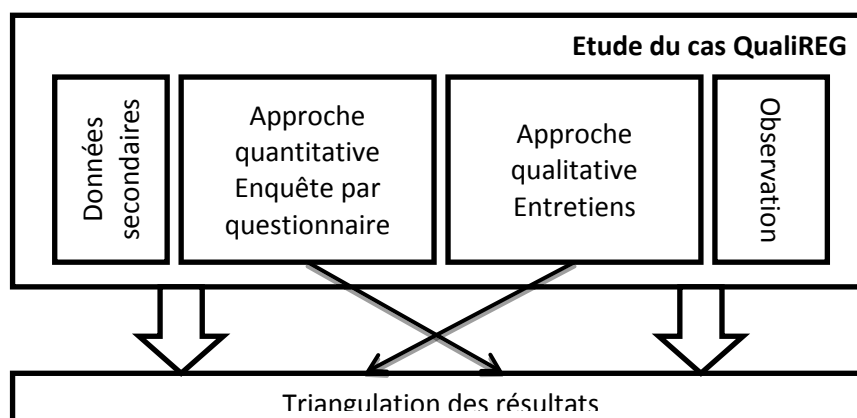 Etude du cas QualiREG
Données
secondaires
Approche
quantitative
Enquête par
questionnaire
Approche
qualitative
Entretiens
Observation
Triangulation des résultats